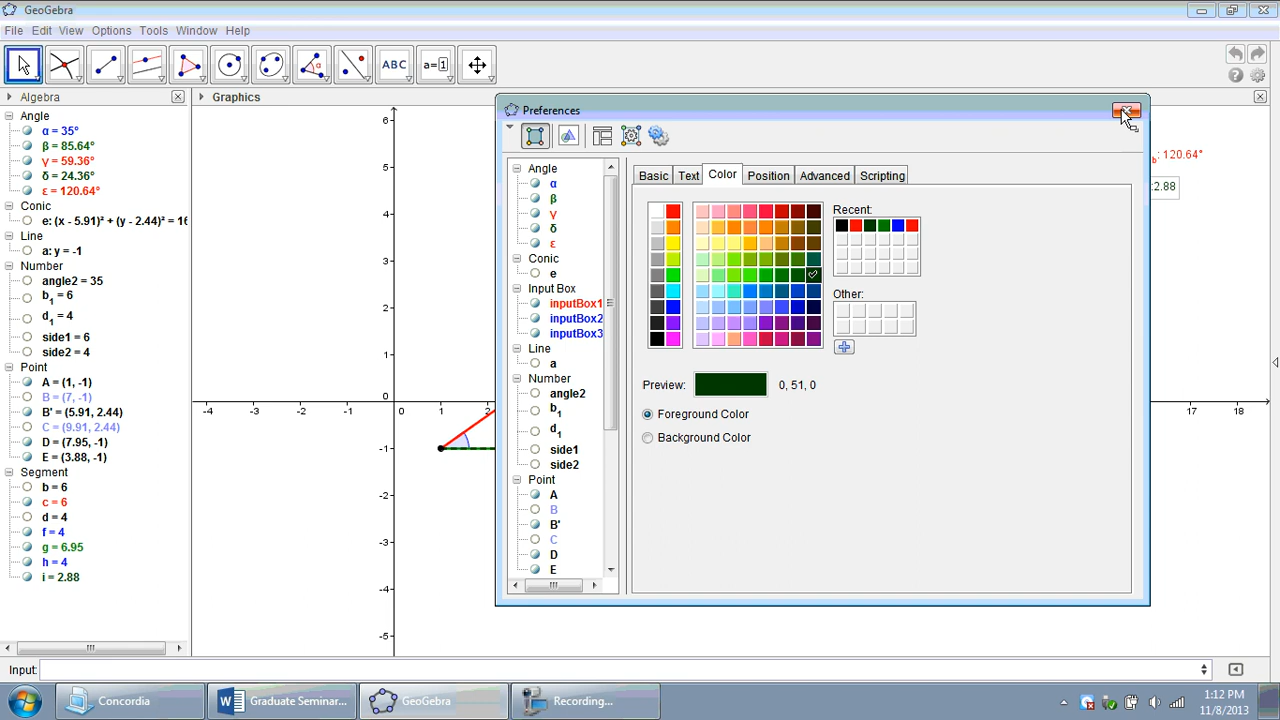 GeoGebra
File Edit View Options Tools Window Help
ABC a=1
Algebra
Graphics
Angle
α = 35°
β = 85.64°
γ = 59.36°
δ = 24.36°
ε = 120.64°
Conic
e: (x - 5.91)² + (y - 2.44)² = 16
Line
a: y = -1
Number
angle2 = 35
b1 = 6
d1 = 4
side1 = 6
side2 = 4
Point
A = (1, -1)
B = (7, -1)
B' = (5.91, 2.44)
C = (9.91, 2.44)
D = (7.95, -1)
E = (3.88, -1)
Segment
b = 6
c = 6
d = 4
f = 4
g = 6.95
h = 4
i = 2.88
6
5
4
3
2
1
0
-1
-2
-3
-4
-5
-4 -3 -2 -1 0 1 2 17 18
: 120.64°
:2.88
Preferences
Angle
α
β
γ
δ
ε
Conic
e
Input Box
inputBox1
inputBox2
inputBox3
Line
a
Number
angle2
b1
d1
side1
side2
Point
A
B
B'
C
D
E
Basic Text Color Position Advanced Scripting
Recent:
Other:
Preview: 0, 51, 0
Foreground Color
Background Color
Input:
Concordia
Graduate Seminar...
GeoGebra
Recording...
1:12 PM
11/8/2013